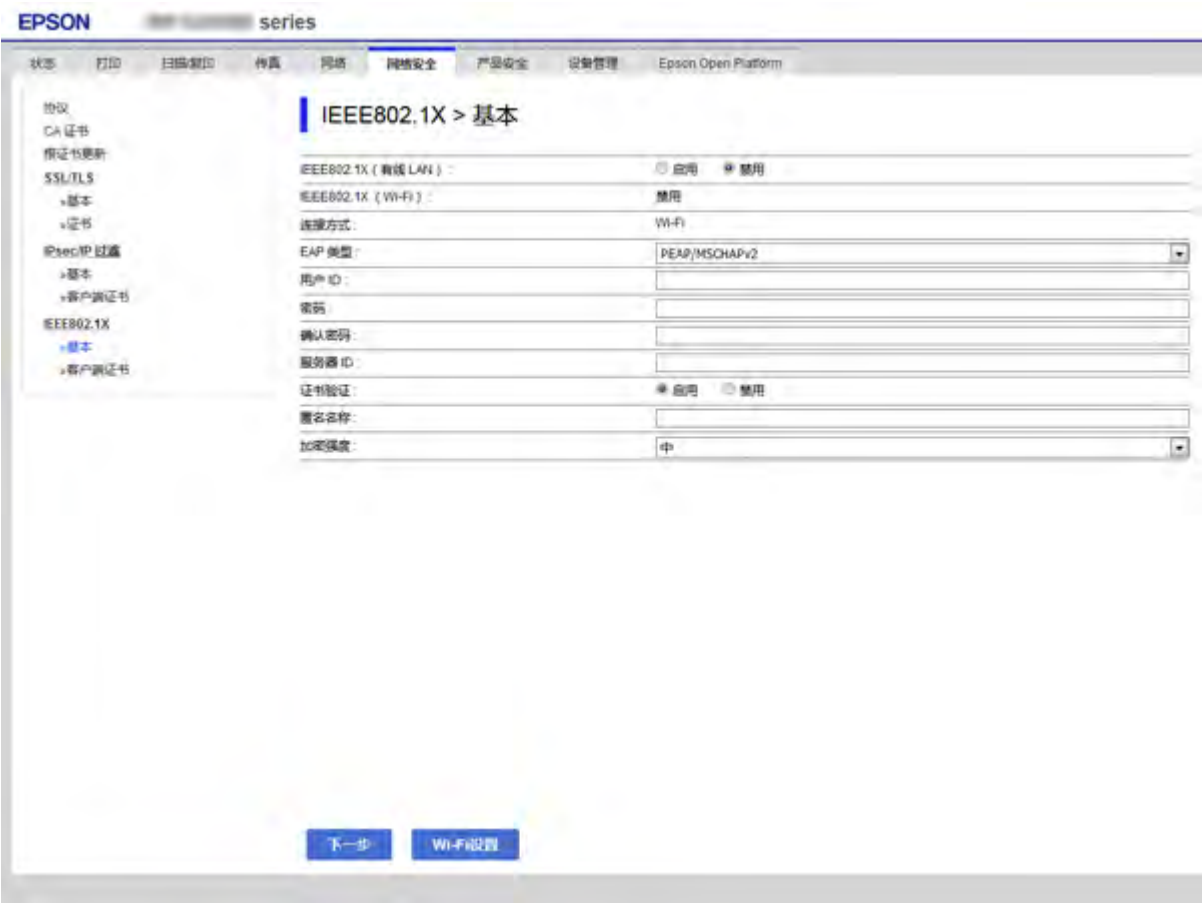 EPSON series
状态 打印 扫描/复印 传真 网络 网络安全 产品安全 设备管理 Epson Open Platform
协议
CA 证书
根证书更新
SSL/TLS
»基本
»证书
IPsec/IP 过滤
»基本
»客户端证书
IEEE802.1X
»基本
»客户端证书
IEEE802.1X > 基本
IEEE802.1X ( 有线 LAN ) : 启用 禁用
IEEE802.1X ( Wi-Fi ) : 禁用
连接方式 : Wi-Fi
EAP 类型 : PEAP/MSCHAPv2
用户 ID :
密码 :
确认密码 :
服务器 ID :
证书验证 : 启用 禁用
匿名名称 :
加密强度 : 中
下一步 Wi-Fi设置